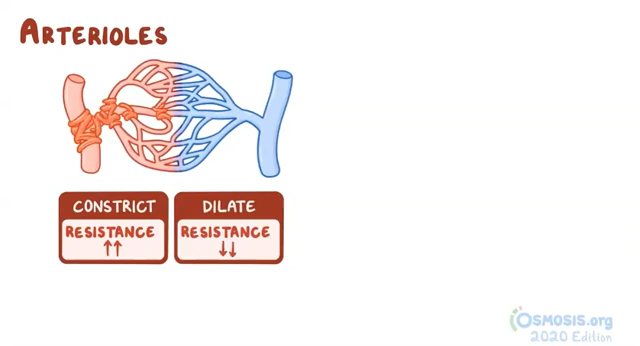 ARTERIOLES
CONSTRICT
RESISTANCE
↑↑
DILATE
RESISTANCE
↓↓
OSMOSIS.org
2020 Edition